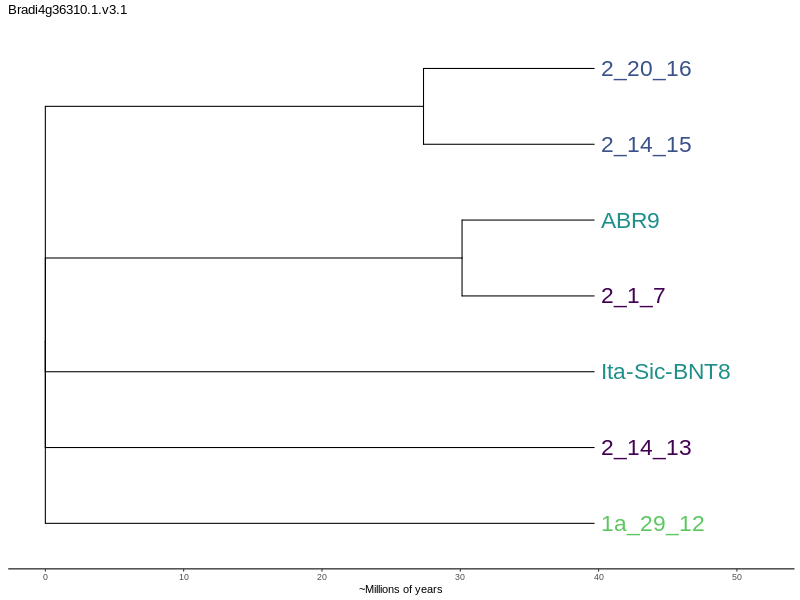 Bradi4g36310.1.v3.1
2_20_16
2_14_15
ABR9
2_1_7
Ita-Sic-BNT8
2_14_13
1a_29_12
0 10 20 30 40 50
~Millions of years